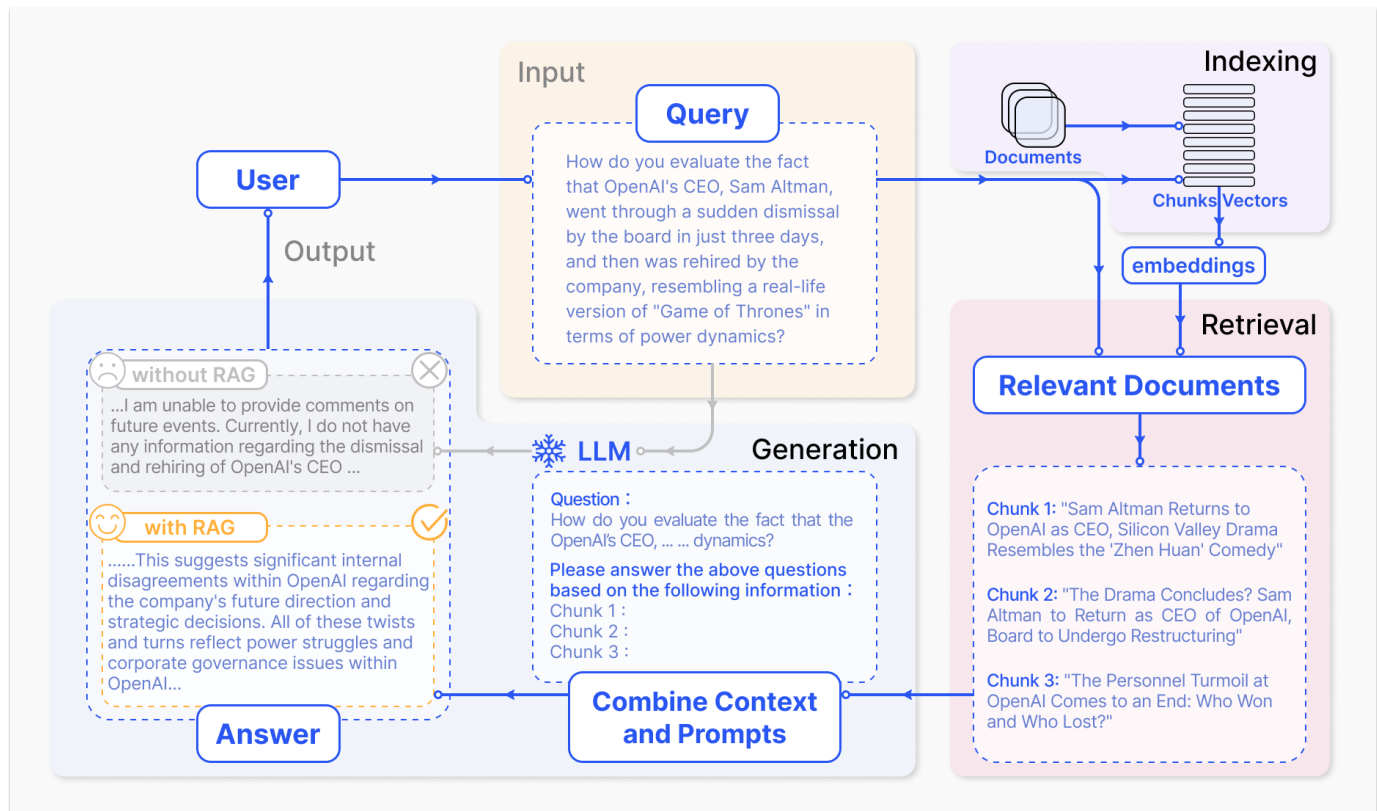 Input
Query
How do you evaluate the fact
that OpenAI's CEO, Sam Altman,
went through a sudden dismissal
by the board in just three days,
and then was rehired by the
company, resembling a real-life
version of "Game of Thrones" in
terms of power dynamics?
Indexing
Documents
Chunks Vectors
embeddings
User
Output
Retrieval
Relevant Documents
Chunk 1: "Sam Altman Returns to
OpenAI as CEO, Silicon Valley Drama
Resembles the 'Zhen Huan' Comedy"
Chunk 2: "The Drama Concludes? Sam
Altman to Return as CEO of OpenAI,
Board to Undergo Restructuring"
Chunk 3: "The Personnel Turmoil at
OpenAI Comes to an End: Who Won
and Who Lost?"
Generation
LLM
Question：
How do you evaluate the fact that the
OpenAI's CEO, ... ... dynamics?
Please answer the above questions
based on the following information：
Chunk 1：
Chunk 2：
Chunk 3：
Combine Context
and Prompts
without RAG
...I am unable to provide comments on
future events. Currently, I do not have
any information regarding the dismissal
and rehiring of OpenAI's CEO ...
with RAG
......This suggests significant internal
disagreements within OpenAI regarding
the company's future direction and
strategic decisions. All of these twists
and turns reflect power struggles and
corporate governance issues within
OpenAI...
Answer